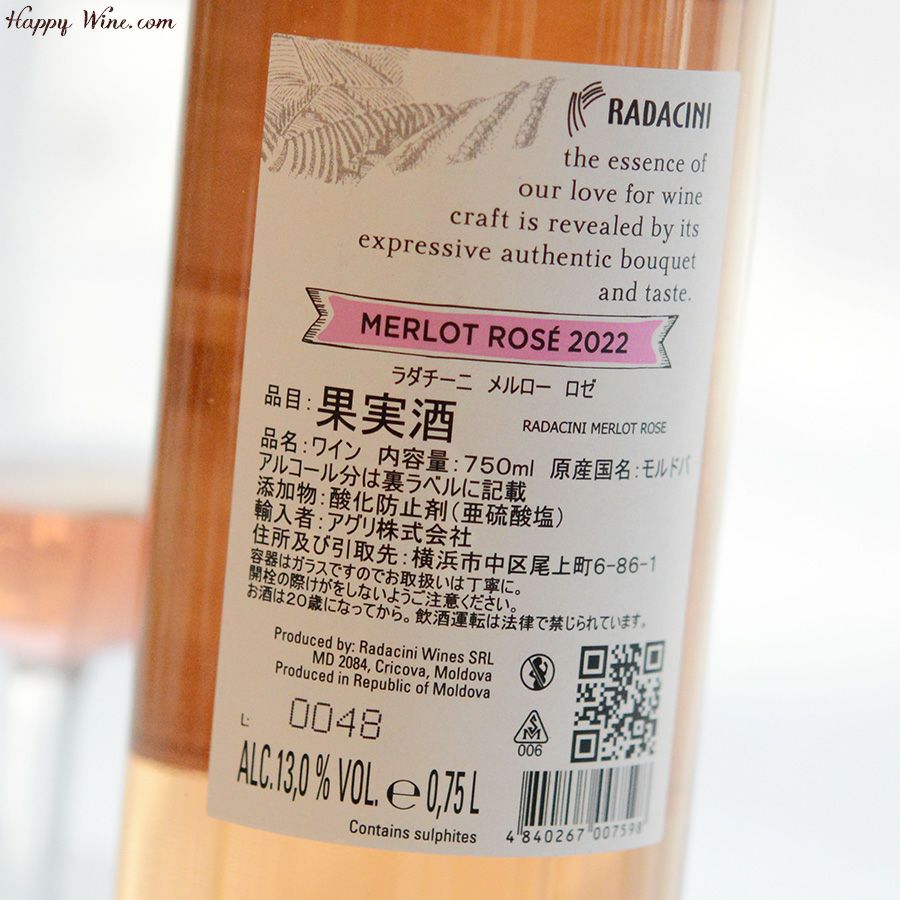 Happy Wine.com
RADACINI
the essence of
our love for wine
craft is revealed by its
expressive authentic bouquet
and taste.
MERLOT ROSÉ 2022
ラダチーニ メルロー ロゼ
品目:果実酒
RADACINI MERLOT ROSE
品名:ワイン 内容量:750ml 原産国名:モルドバ
アルコール分は裏ラベルに記載
添加物:酸化防止剤(亜硫酸塩)
輸入者:アグリ株式会社
住所及び引取先:横浜市中区尾上町6-86-1
容器はガラスですのでお取扱いは丁寧に。
開栓の際けがをしないようご注意ください。
お酒は20歳になってから。飲酒運転は法律で禁じられています。
Produced by: Radacini Wines SRL
MD 2084, Cricova, Moldova
Produced in Republic of Moldova
L: 0048
SM
006
ALC.13,0 % VOL. e 0,75 L
Contains sulphites
4 840267 007598